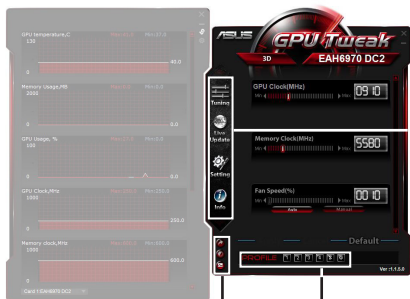 GPU temperature,C
130
40.0
0
Memory Usage,MB
2000
0.0
0
GPU Usage, %
100
0.0
0
GPU Clock,Mhz
1000
250.0
0
Memory clock,MHz
1000
600.0
0
Card I:EAH6970 DC2
ASUS
GPU Tweak
3D EAH6970 DC2
Tuning
Live
Update
Setting
Info
GPU Clock(MHz)
Min Max
0910
Memory Clock(MHz)
Min Max
5580
Fan Speed(%)
Min Max
0010
Auto Manual
Default
PROFILE 1 2 3 4 5 6
Ver :1.1.5.0